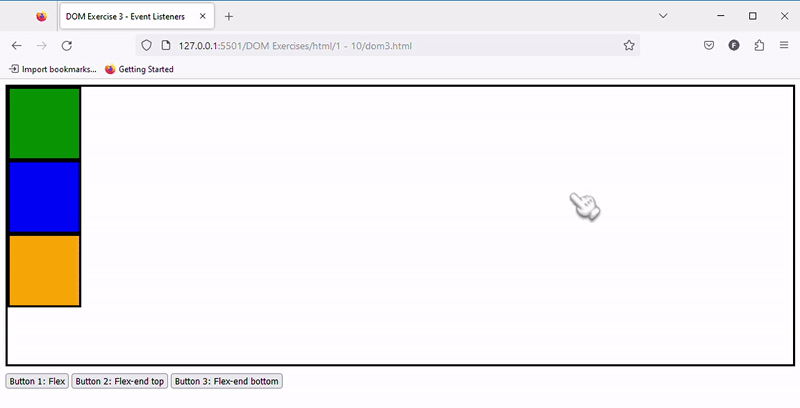 DOM Exercise 3 - Event Listeners
127.0.0.1:5501/DOM Exercises/html/1 - 10/dom3.html
F
Import bookmarks... Getting Started
Button 1: Flex Button 2: Flex-end top Button 3: Flex-end bottom